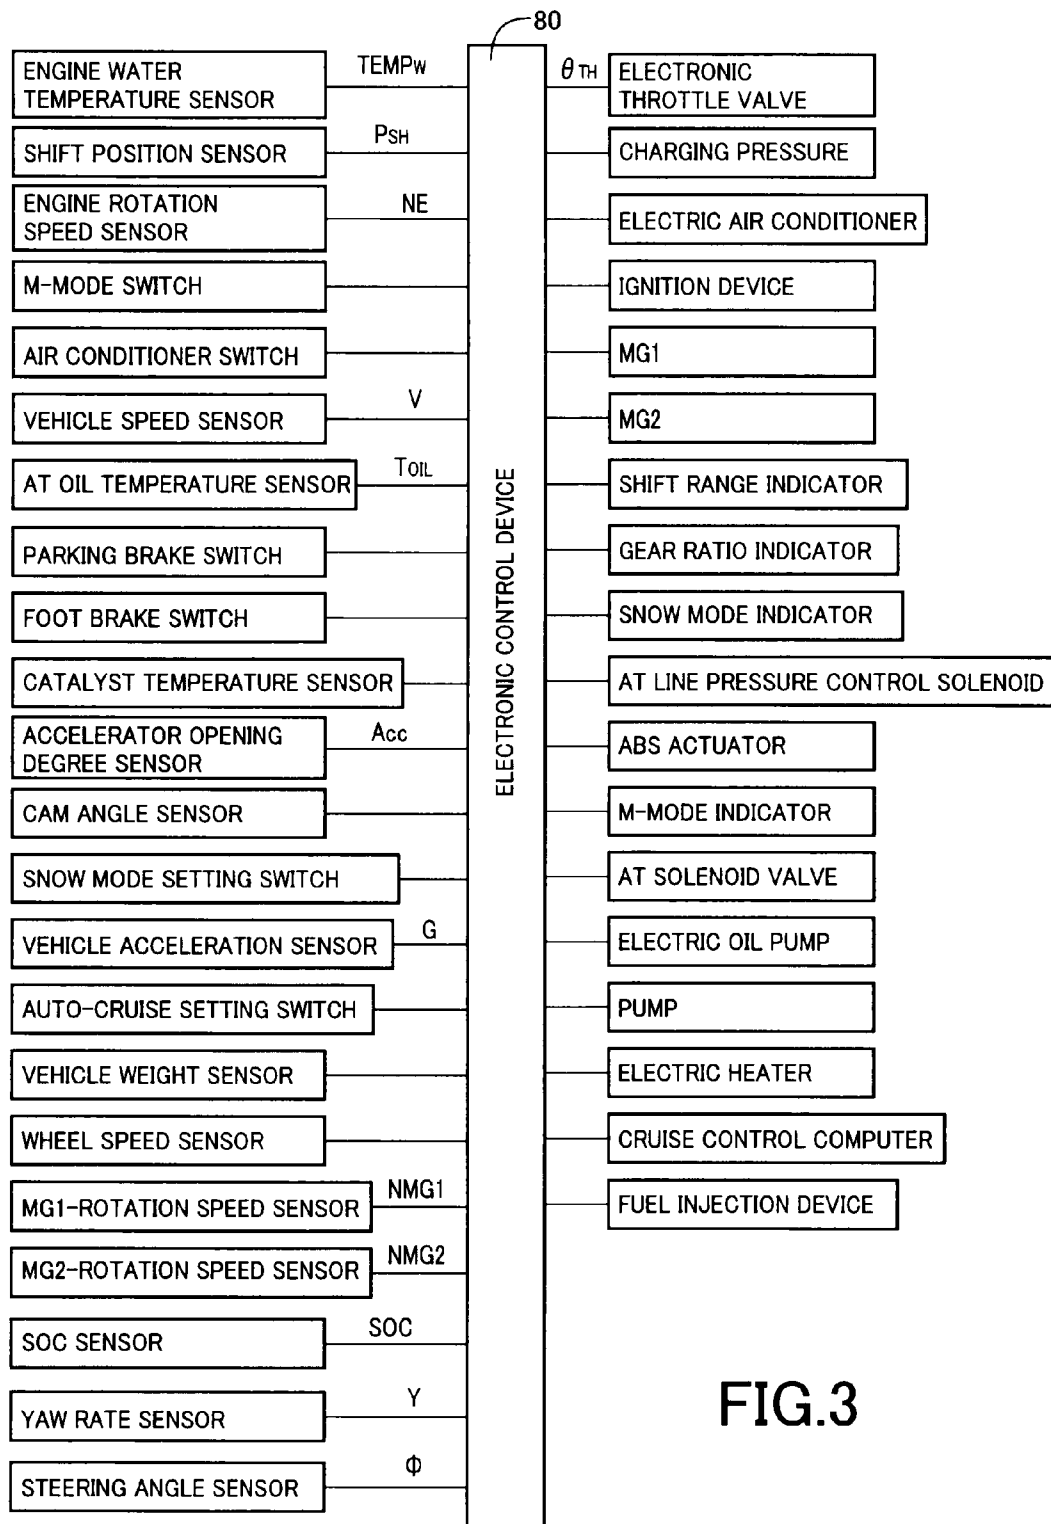 80
ENGINE WATER
TEMPERATURE SENSOR
TEMPW
SHIFT POSITION SENSOR
PSH
ENGINE ROTATION
SPEED SENSOR
NE
M-MODE SWITCH
AIR CONDITIONER SWITCH
VEHICLE SPEED SENSOR
V
AT OIL TEMPERATURE SENSOR
TOIL
PARKING BRAKE SWITCH
FOOT BRAKE SWITCH
CATALYST TEMPERATURE SENSOR
ACCELERATOR OPENING
DEGREE SENSOR
ACC
CAM ANGLE SENSOR
SNOW MODE SETTING SWITCH
VEHICLE ACCELERATION SENSOR
G
AUTO-CRUISE SETTING SWITCH
VEHICLE WEIGHT SENSOR
WHEEL SPEED SENSOR
MG1-ROTATION SPEED SENSOR
NMG1
MG2-ROTATION SPEED SENSOR
NMG2
SOC SENSOR
SOC
YAW RATE SENSOR
Y
STEERING ANGLE SENSOR
Φ
ELECTRONIC CONTROL DEVICE
θTH
ELECTRONIC
THROTTLE VALVE
CHARGING PRESSURE
ELECTRIC AIR CONDITIONER
IGNITION DEVICE
MG1
MG2
SHIFT RANGE INDICATOR
GEAR RATIO INDICATOR
SNOW MODE INDICATOR
AT LINE PRESSURE CONTROL SOLENOID
ABS ACTUATOR
M-MODE INDICATOR
AT SOLENOID VALVE
ELECTRIC OIL PUMP
PUMP
ELECTRIC HEATER
CRUISE CONTROL COMPUTER
FUEL INJECTION DEVICE
FIG.3